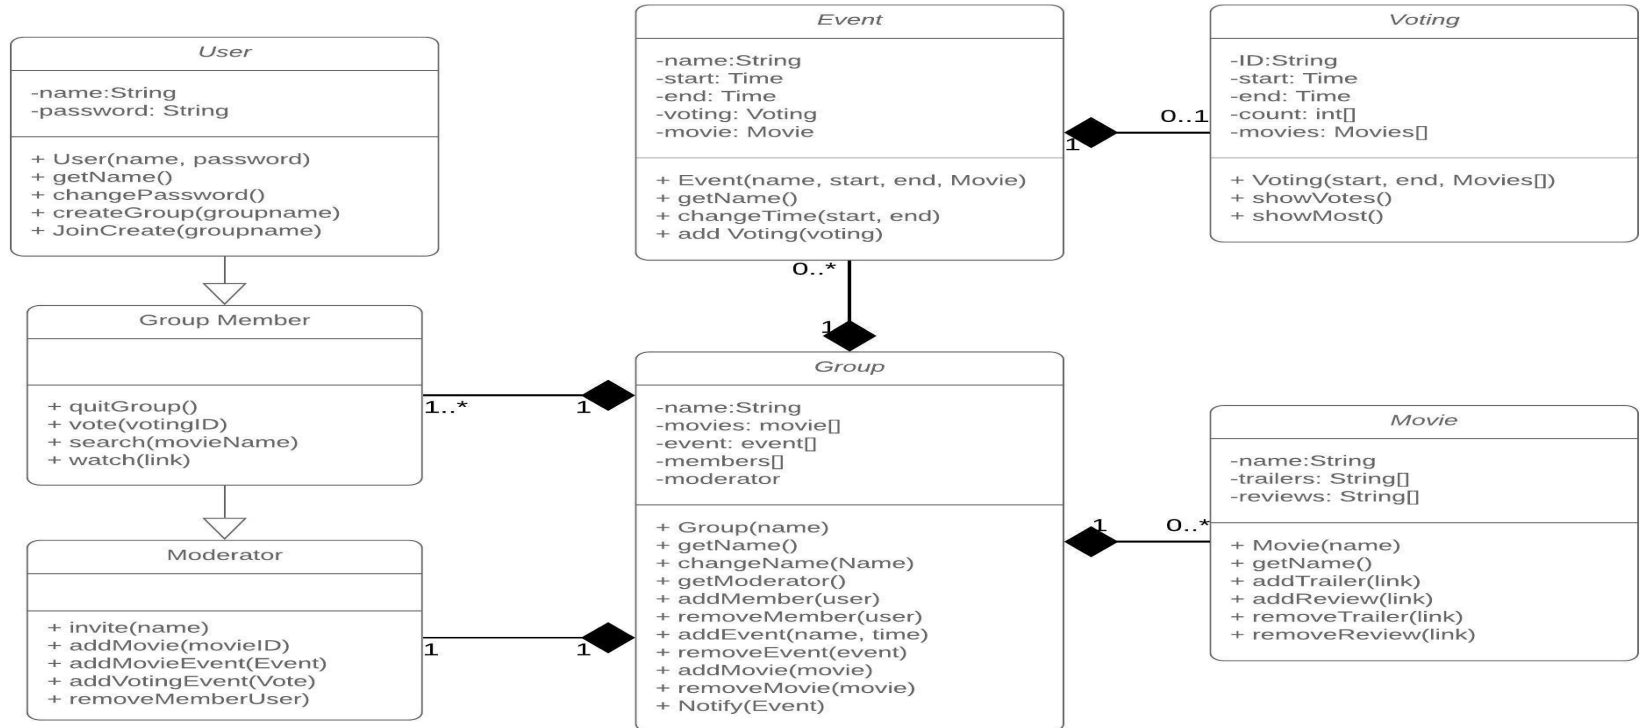 User
-name:String
-password: String
+ User(name, password)
+ getName()
+ changePassword()
+ createGroup(groupname)
+ JoinCreate(groupname)
Group Member
+ quitGroup()
+ vote(votingID)
+ search(movieName)
+ watch(link)
1..*
1
Moderator
+ invite(name)
+ addMovie(movieID)
+ addMovieEvent(Event)
+ addVotingEvent(Vote)
+ removeMemberUser)
1
1
Event
-name:String
-start: Time
-end: Time
-voting: Voting
-movie: Movie
+ Event(name, start, end, Movie)
+ getName()
+ changeTime(start, end)
+ add Voting(voting)
0..*
1
1
0..1
Group
-name:String
-movies: movie[]
-event: event[]
-members[]
-moderator
+ Group(name)
+ getName()
+ changeName(Name)
+ getModerator()
+ addMember(user)
+ removeMember(user)
+ addEvent(name, time)
+ removeEvent(event)
+ addMovie(movie)
+ removeMovie(movie)
+ Notify(Event)
1
0..*
Voting
-ID:String
-start: Time
-end: Time
-count: int[]
-movies: Movies[]
+ Voting(start, end, Movies[])
+ showVotes()
+ showMost()
Movie
-name:String
-trailers: String[]
-reviews: String[]
+ Movie(name)
+ getName()
+ addTrailer(link)
+ addReview(link)
+ removeTrailer(link)
+ removeReview(link)